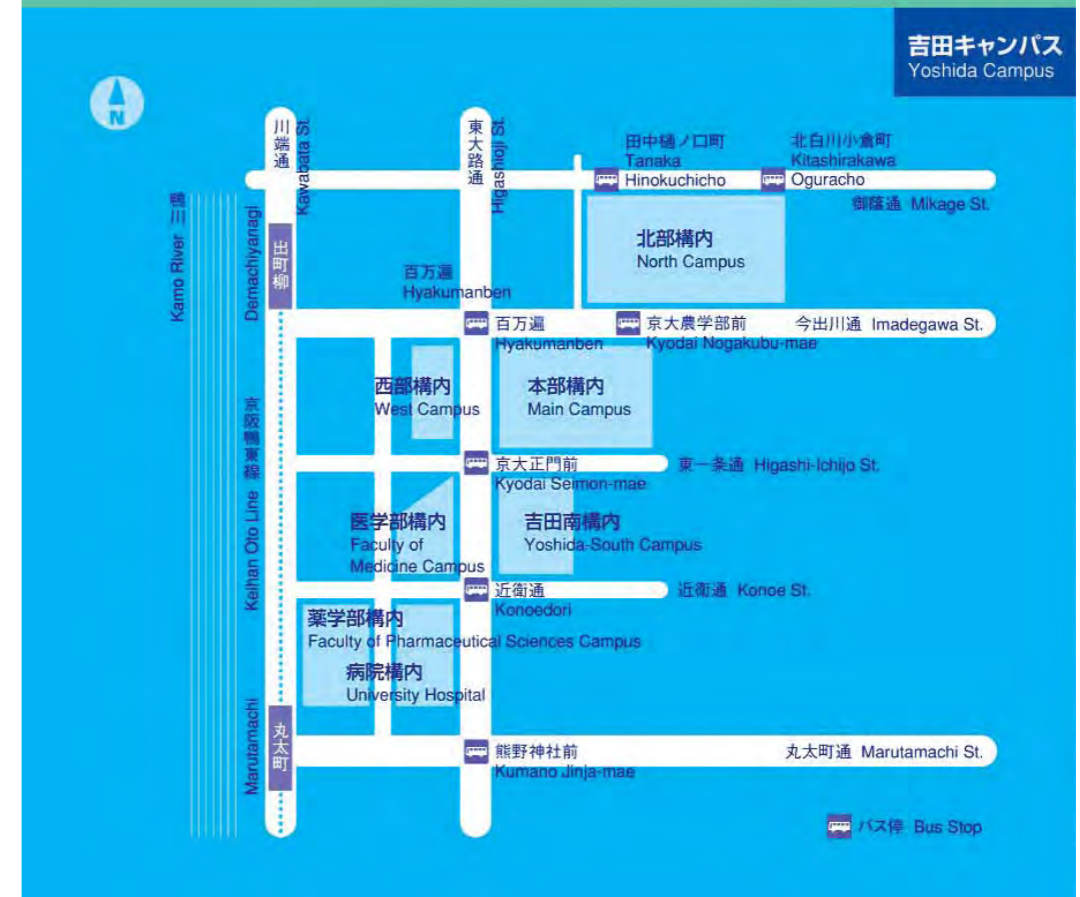 吉田キャンパス
Yoshida Campus
N
川端通
Kawabata St.
東大路通
Higashioji St.
田中樋ノ口町
Tanaka
Hinokuchicho
北白川小倉町
Kitashirakawa
Oguracho
御蔭通 Mikage St.
鴨川 Kamo River
出町柳
Demachiyanagi
北部構内
North Campus
百万遍
Hyakumanben
百万遍
Hyakumanben
京大農学部前
Kyodai Nogakubu-mae
今出川通 Imadegawa St.
西部構内
West Campus
本部構内
Main Campus
京阪鴨東線
Keihan Oto Line
京大正門前
Kyodai Seimon-mae
東一条通 Higashi-Ichijo St.
医学部構内
Faculty of
Medicine Campus
吉田南構内
Yoshida-South Campus
近衛通
Konoedori
近衛通 Konoe St.
薬学部構内
Faculty of Pharmaceutical Sciences Campus
病院構内
University Hospital
丸太町
Marutamachi
熊野神社前
Kumano Jinja-mae
丸太町通 Marutamachi St.
バス停 Bus Stop